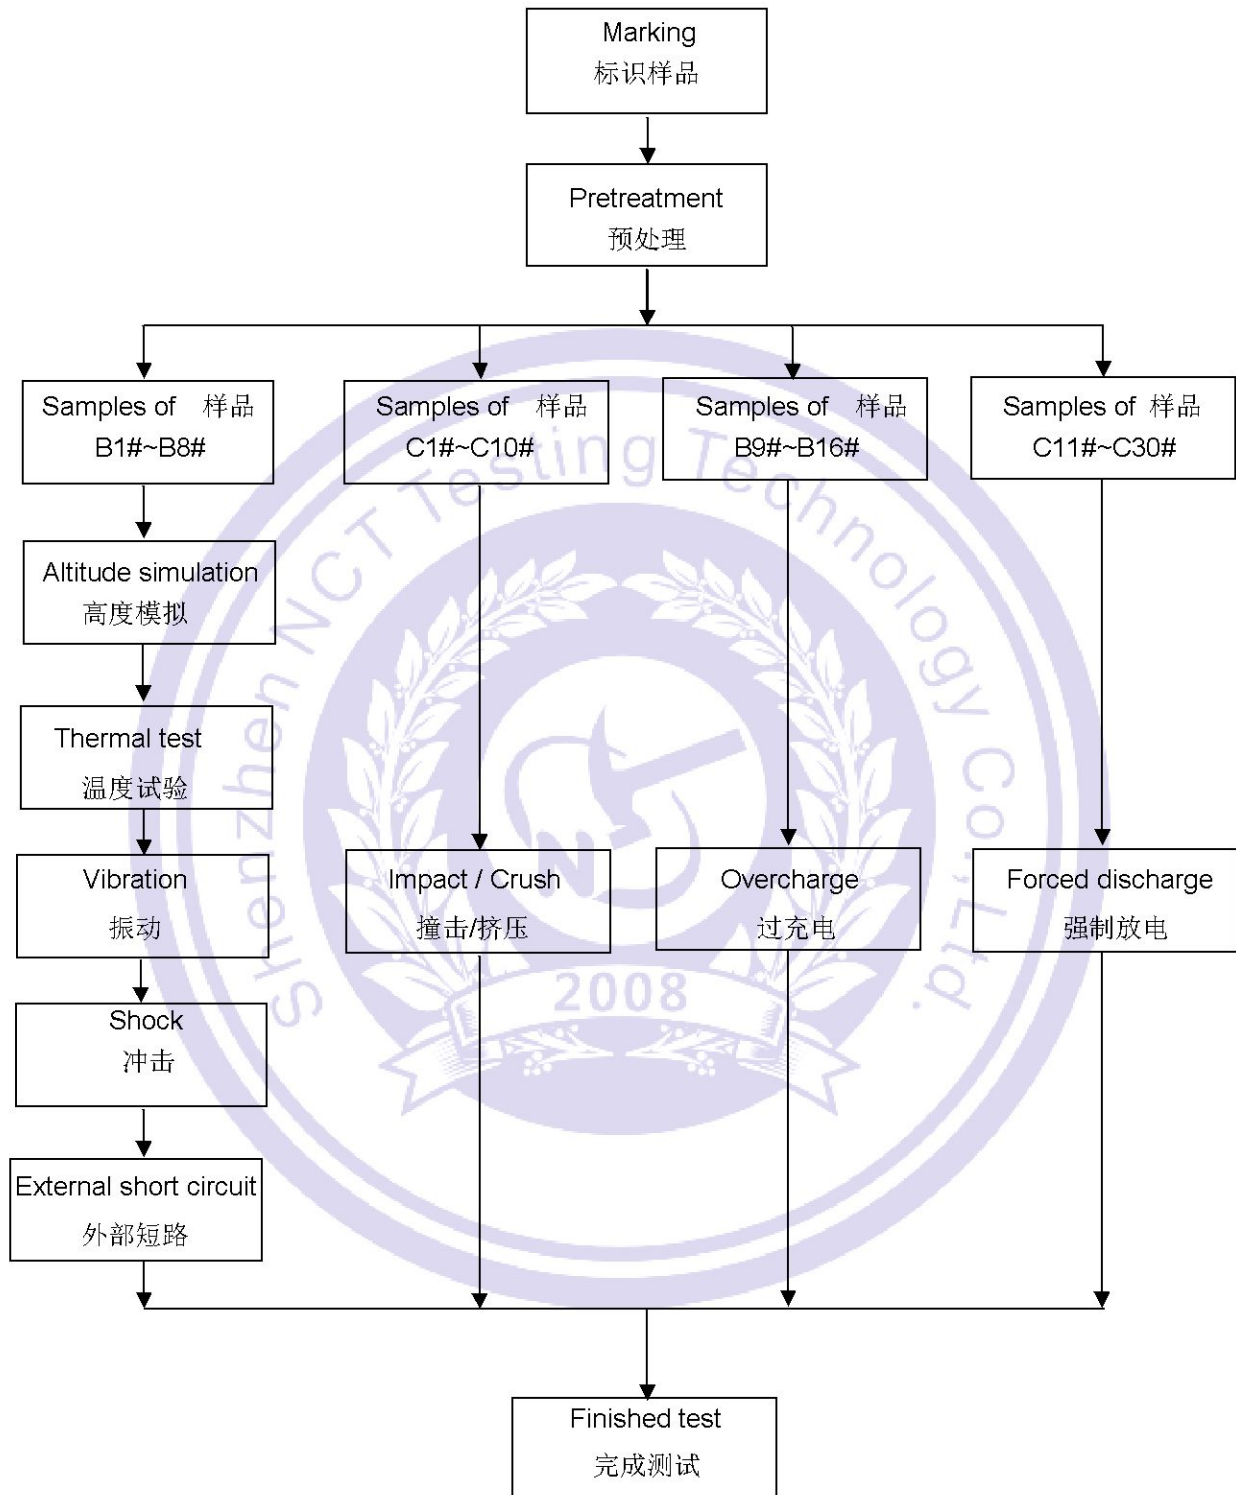 Marking
标识样品
Pretreatment
预处理
Samples of 样品
B1#~B8#
Samples of 样品
C1#~C10#
Samples of 样品
B9#~B16#
Samples of 样品
C11#~C30#
Altitude simulation
高度模拟
Thermal test
温度试验
Vibration
振动
Impact / Crush
撞击/挤压
Overcharge
过充电
Forced discharge
强制放电
Shock
冲击
External short circuit
外部短路
Finished test
完成测试
Shenzhen NCT Testing Technology Co.,Ltd.
N
2008